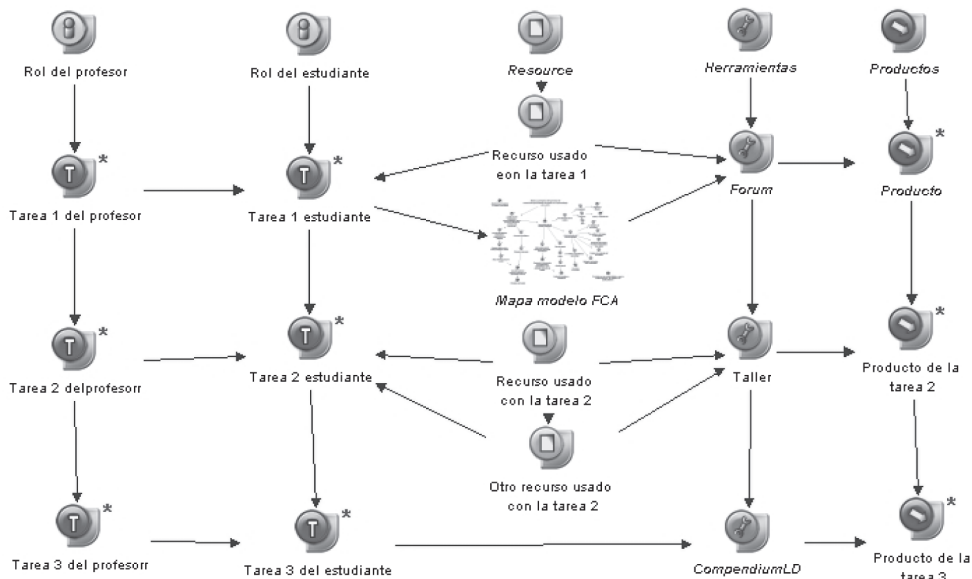 Rol del profesor
Rol del estudiante
Resource
Herramientas
Productos
Recurso usado
eon la tarea 1
Tarea 1 del profesor
Tarea 1 estudiante
Forum
Producto
Mapa modelo FCA
Tarea 2 delprofesorr
Tarea 2 estudiante
Recurso usado
con la tarea 2
Taller
Producto de la
tarea 2
Otro recurso usado
con la tarea 2
Tarea 3 del profesorr
Tarea 3 del estudiante
CompendiumLD
Producto de la
tarea 3